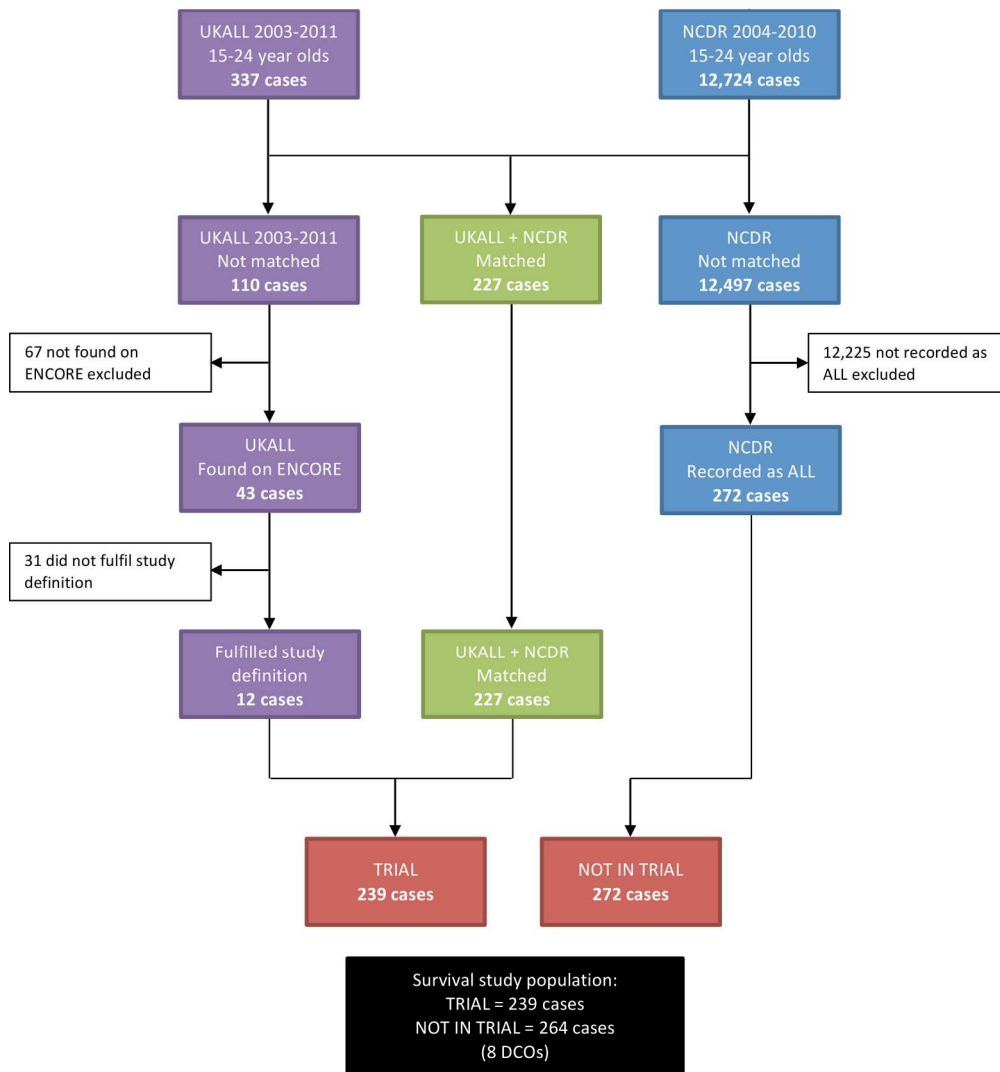 UKALL 2003-2011
15-24 year olds
337 cases
NCDR 2004-2010
15-24 year olds
12,724 cases
UKALL 2003-2011
Not matched
110 cases
UKALL + NCDR
Matched
227 cases
NCDR
Not matched
12,497 cases
67 not found on
ENCORE excluded
12,225 not recorded as
ALL excluded
UKALL
Found on ENCORE
43 cases
NCDR
Recorded as ALL
272 cases
31 did not fulfil study
definition
Fulfilled study
definition
12 cases
UKALL + NCDR
Matched
227 cases
TRIAL
239 cases
NOT IN TRIAL
272 cases
Survival study population:
TRIAL = 239 cases
NOT IN TRIAL = 264 cases
(8 DCOs)